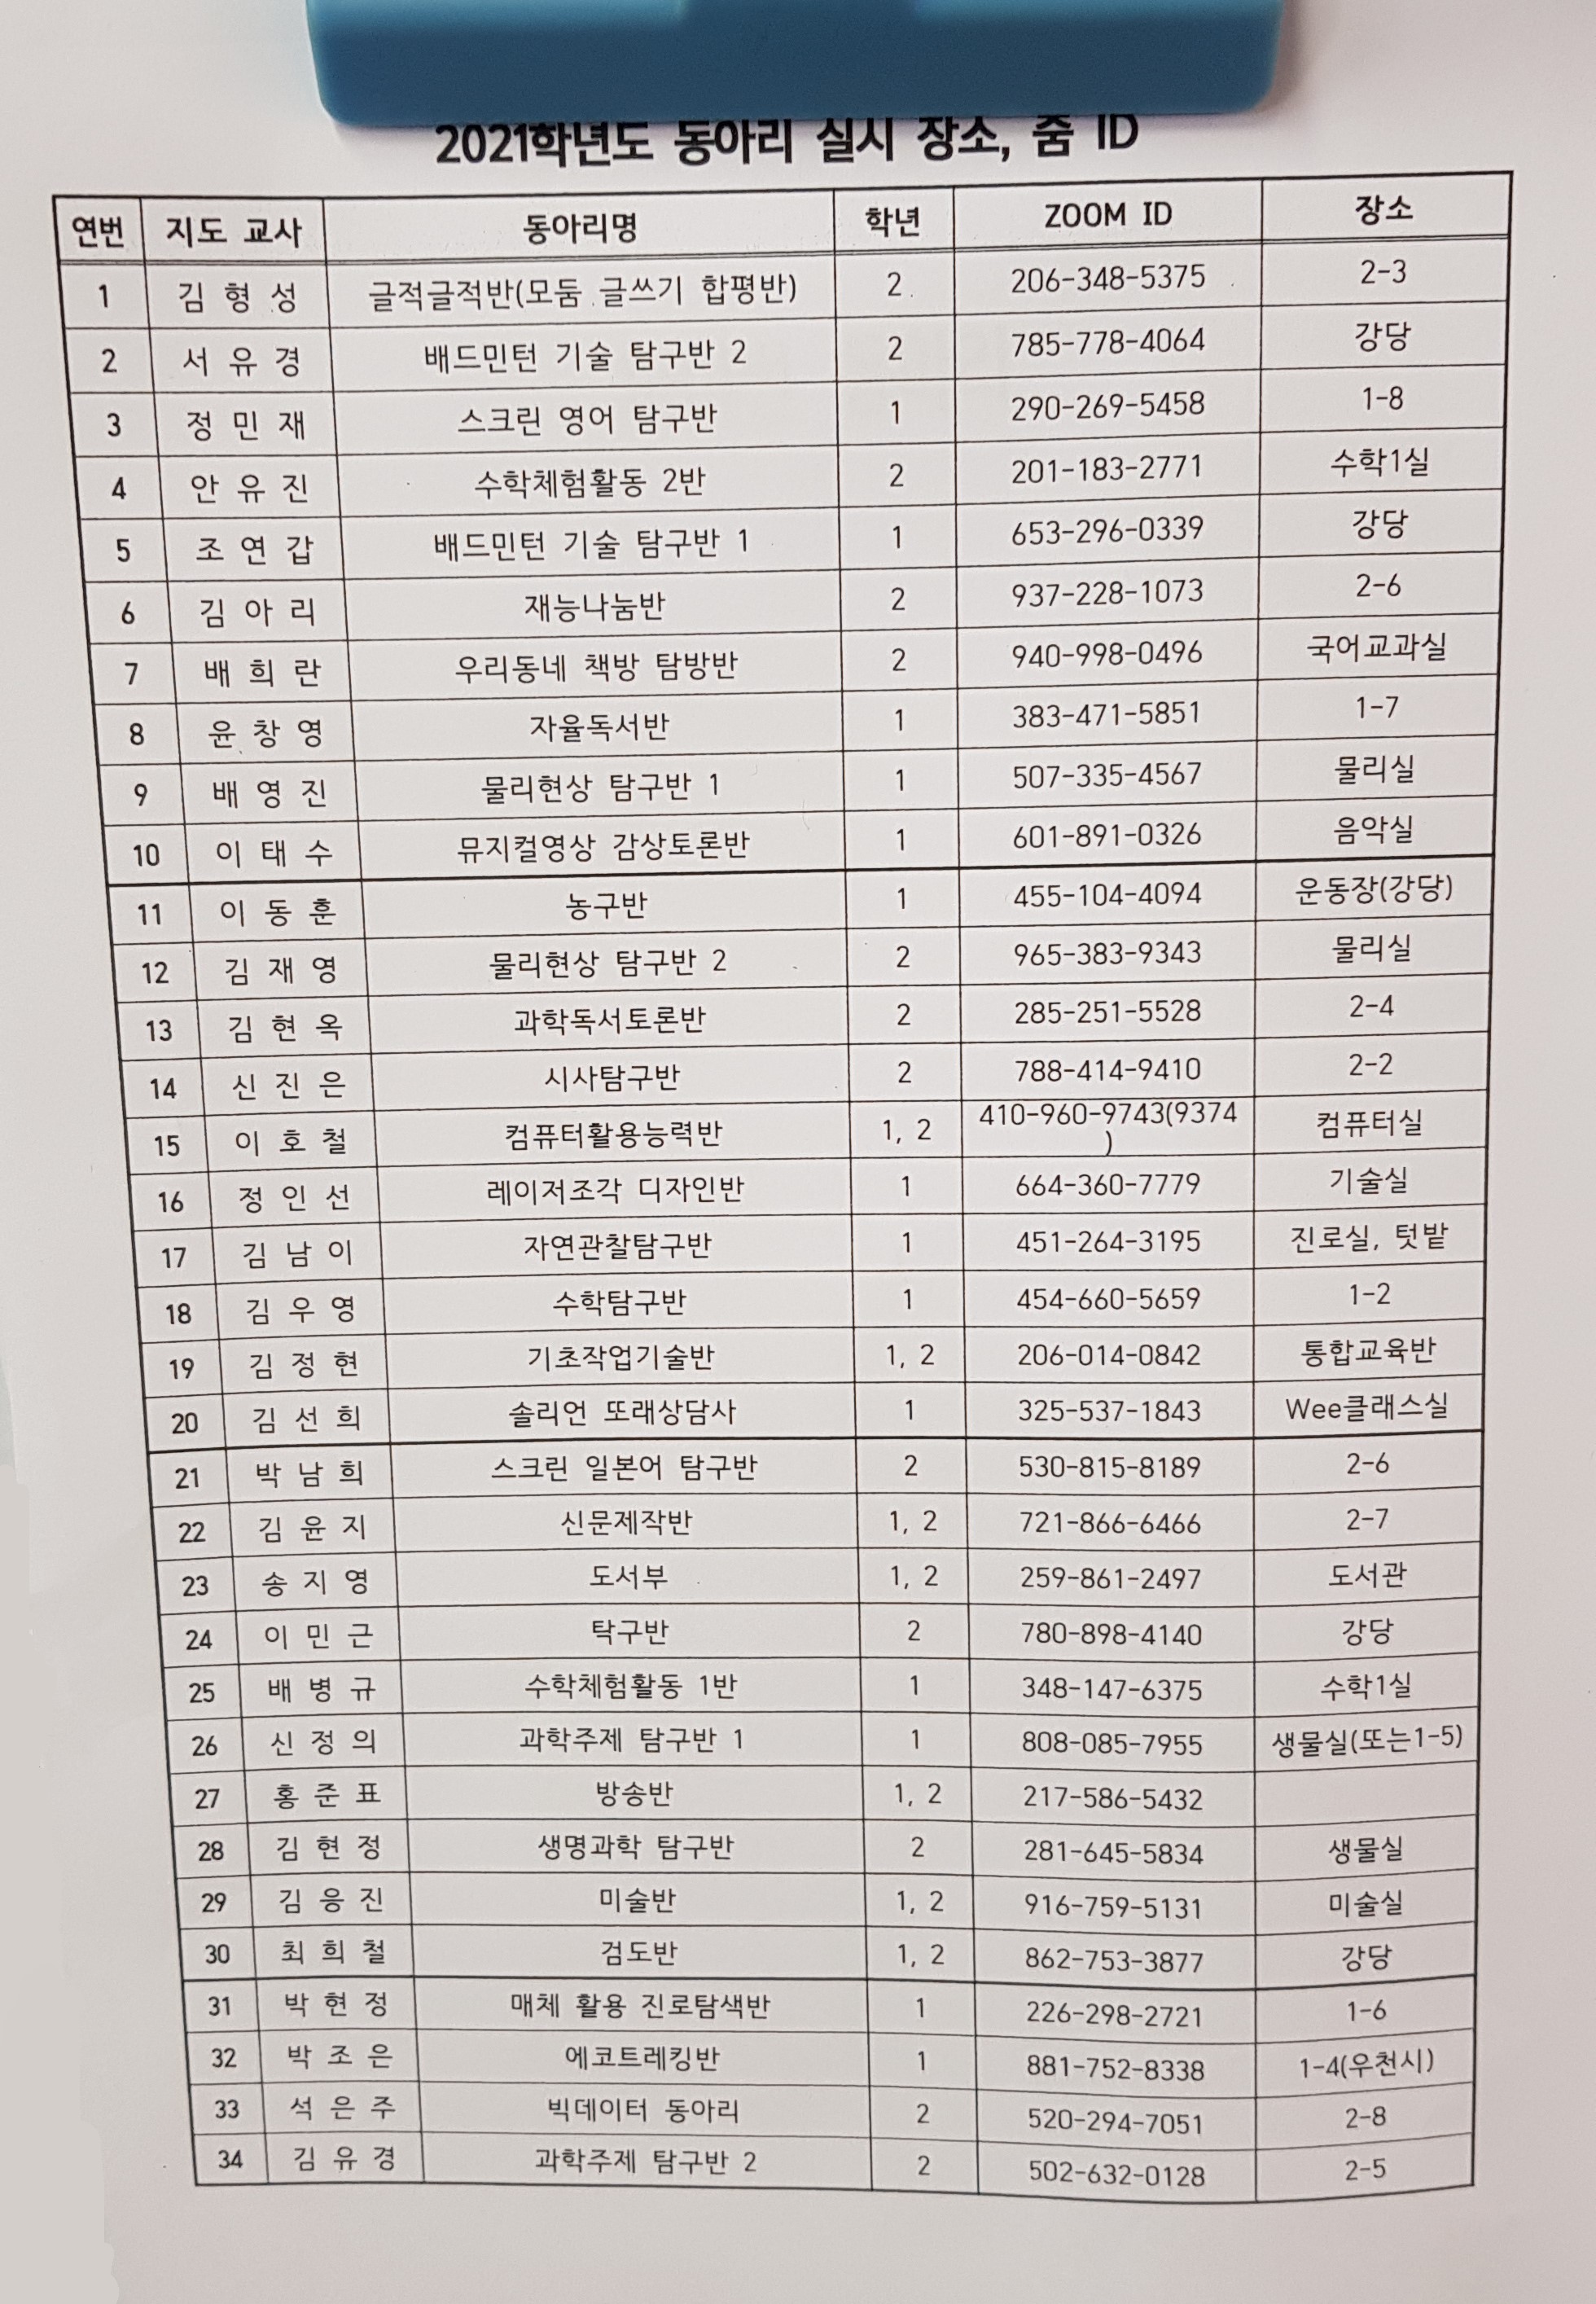 2021학년도 동아리 실시 장소, 줌 ID
연번 지도 교사 동아리명 학년 ZOOM ID 장소
1 김 형 성 글적글적반(모둠 글쓰기 합평반) 2 206-348-5375 2-3
2 서 유 경 배드민턴 기술 탐구반 2 2 785-778-4064 강당
3 정 민 재 스크린 영어 탐구반 1 290-269-5458 1-8
4 안 유 진 수학체험활동 2반 2 201-183-2771 수학1실
5 조 연 갑 배드민턴 기술 탐구반 1 1 653-296-0339 강당
6 김 아 리 재능나눔반 2 937-228-1073 2-6
7 배 희 란 우리동네 책방 탐방반 2 940-998-0496 국어교과실
8 윤 창 영 자율독서반 1 383-471-5851 1-7
9 배 영 진 물리현상 탐구반 1 1 507-335-4567 물리실
10 이 태 수 뮤지컬영상 감상토론반 1 601-891-0326 음악실
11 이 동 훈 농구반 1 455-104-4094 운동장(강당)
12 김 재 영 물리현상 탐구반 2 2 965-383-9343 물리실
13 김 현 옥 과학독서토론반 2 285-251-5528 2-4
14 신 진 은 시사탐구반 2 788-414-9410 2-2
15 이 호 철 컴퓨터활용능력반 1, 2 410-960-9743(9374) 컴퓨터실
16 정 인 선 레이저조각 디자인반 1 664-360-7779 기술실
17 김 남 이 자연관찰탐구반 1 451-264-3195 진로실, 텃밭
18 김 우 영 수학탐구반 1 454-660-5659 1-2
19 김 정 현 기초작업기술반 1, 2 206-014-0842 통합교육반
20 김 선 희 솔리언 또래상담사 1 325-537-1843 Wee클래스실
21 박 남 희 스크린 일본어 탐구반 2 530-815-8189 2-6
22 김 윤 지 신문제작반 1, 2 721-866-6466 2-7
23 송 지 영 도서부 1, 2 259-861-2497 도서관
24 이 민 근 탁구반 2 780-898-4140 강당
25 배 병 규 수학체험활동 1반 1 348-147-6375 수학1실
26 신 정 의 과학주제 탐구반 1 1 808-085-7955 생물실(또는1-5)
27 홍 준 표 방송반 1, 2 217-586-5432
28 김 현 정 생명과학 탐구반 2 281-645-5834 생물실
29 김 응 진 미술반 1, 2 916-759-5131 미술실
30 최 희 철 검도반 1, 2 862-753-3877 강당
31 박 현 정 매체 활용 진로탐색반 1 226-298-2721 1-6
32 박 조 은 에코트레킹반 1 881-752-8338 1-4(우천시)
33 석 은 주 빅데이터 동아리 2 520-294-7051 2-8
34 김 유 경 과학주제 탐구반 2 2 502-632-0128 2-5